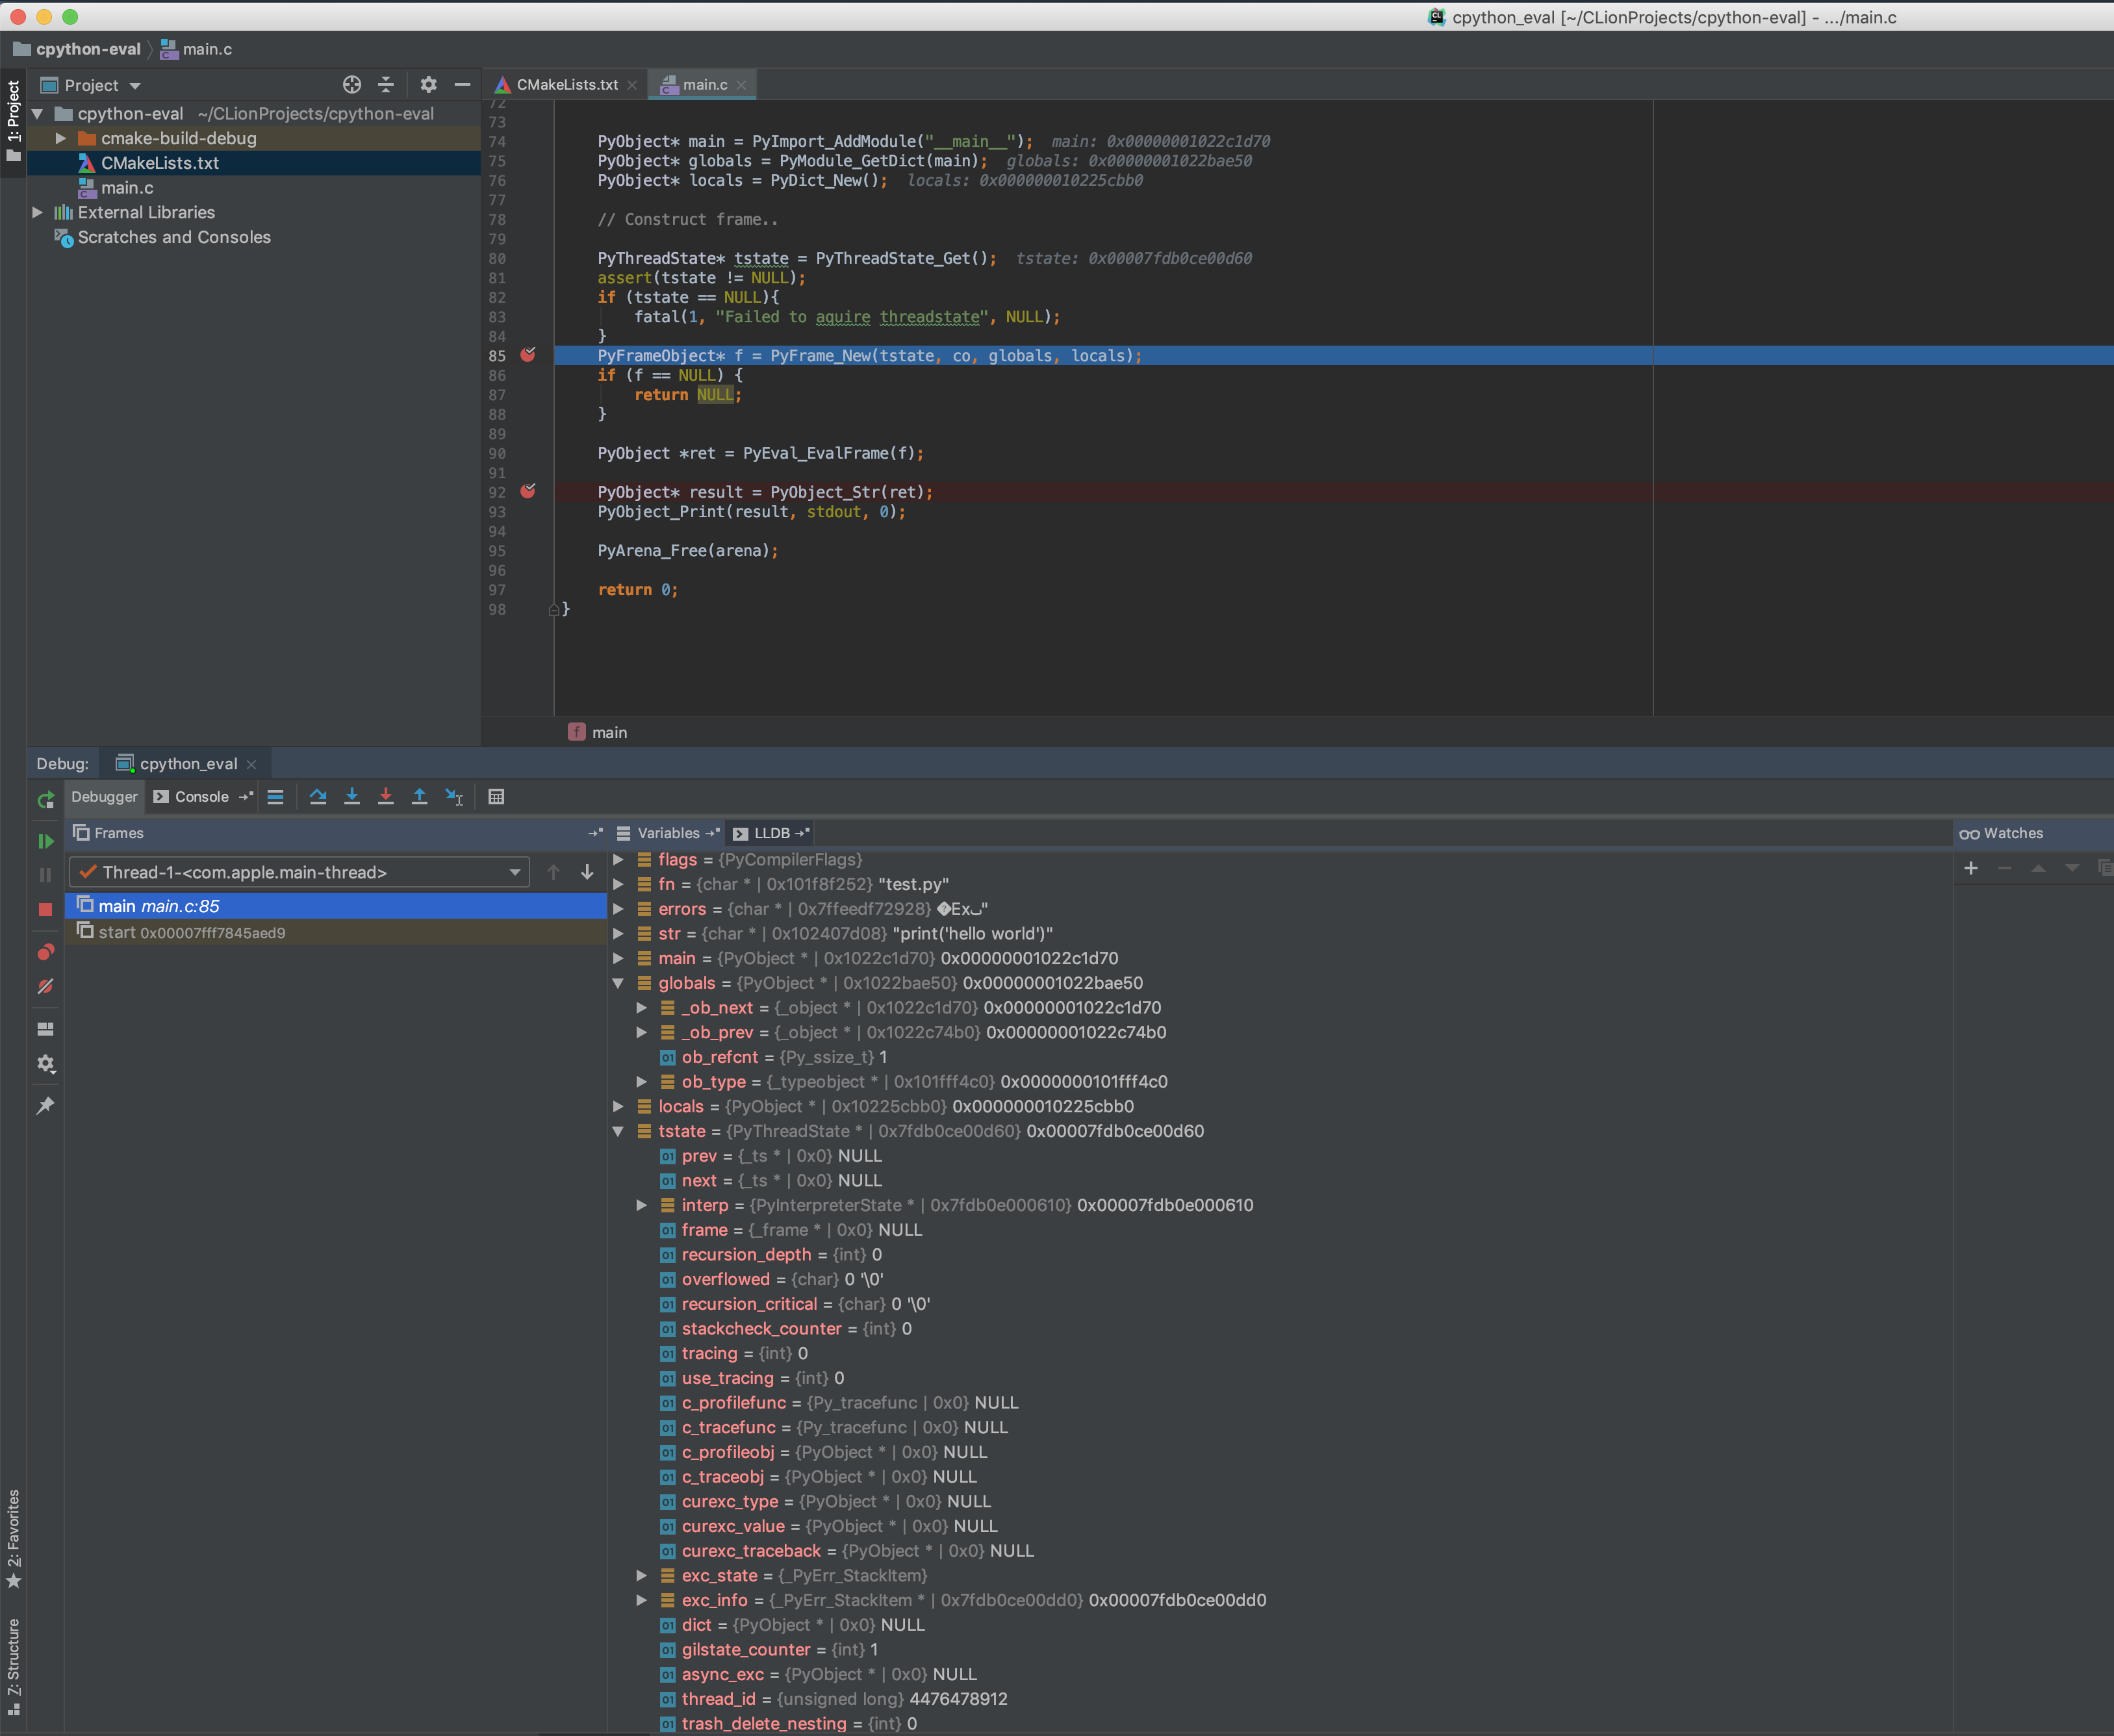 cpython_eval [~/CLionProjects/cpython-eval] - .../main.c
cpython-eval main.c
1: Project
Project
cpython-eval ~/CLionProjects/cpython-eval
cmake-build-debug
CMakeLists.txt
main.c
External Libraries
Scratches and Consoles
CMakeLists.txt main.c
72
73
74 PyObject* main = PyImport_AddModule("__main__"); main: 0x00000001022c1d70
75 PyObject* globals = PyModule_GetDict(main); globals: 0x00000001022bae50
76 PyObject* locals = PyDict_New(); locals: 0x000000010225cbb0
77
78 // Construct frame..
79
80 PyThreadState* tstate = PyThreadState_Get(); tstate: 0x00007fdb0ce00d60
81 assert(tstate != NULL);
82 if (tstate == NULL){
83 fatal(1, "Failed to aquire threadstate", NULL);
84 }
85 PyFrameObject* f = PyFrame_New(tstate, co, globals, locals);
86 if (f == NULL) {
87 return NULL;
88 }
89
90 PyObject *ret = PyEval_EvalFrame(f);
91
92 PyObject* result = PyObject_Str(ret);
93 PyObject_Print(result, stdout, 0);
94
95 PyArena_Free(arena);
96
97 return 0;
98 }
f main
Debug: cpython_eval
Debugger Console
Frames
Thread-1-<com.apple.main-thread>
main main.c:85
start 0x00007fff7845aed9
Variables LLDB
flags = {PyCompilerFlags}
fn = {char * | 0x101f8f252} "test.py"
errors = {char * | 0x7ffeedf72928}
str = {char * | 0x102407d08} "print('hello world')"
main = {PyObject * | 0x1022c1d70} 0x00000001022c1d70
globals = {PyObject * | 0x1022bae50} 0x00000001022bae50
_ob_next = {_object * | 0x1022c1d70} 0x00000001022c1d70
_ob_prev = {_object * | 0x1022c74b0} 0x00000001022c74b0
ob_refcnt = {Py_ssize_t} 1
ob_type = {_typeobject * | 0x101fff4c0} 0x0000000101fff4c0
locals = {PyObject * | 0x10225cbb0} 0x000000010225cbb0
tstate = {PyThreadState * | 0x7fdb0ce00d60} 0x00007fdb0ce00d60
prev = {_ts * | 0x0} NULL
next = {_ts * | 0x0} NULL
interp = {PyInterpreterState * | 0x7fdb0e000610} 0x00007fdb0e000610
frame = {_frame * | 0x0} NULL
recursion_depth = {int} 0
overflowed = {char} 0 '\0'
recursion_critical = {char} 0 '\0'
stackcheck_counter = {int} 0
tracing = {int} 0
use_tracing = {int} 0
c_profilefunc = {Py_tracefunc | 0x0} NULL
c_tracefunc = {Py_tracefunc | 0x0} NULL
c_profileobj = {PyObject * | 0x0} NULL
c_traceobj = {PyObject * | 0x0} NULL
curexc_type = {PyObject * | 0x0} NULL
curexc_value = {PyObject * | 0x0} NULL
curexc_traceback = {PyObject * | 0x0} NULL
exc_state = {_PyErr_StackItem}
exc_info = {_PyErr_StackItem * | 0x7fdb0ce00dd0} 0x00007fdb0ce00dd0
dict = {PyObject * | 0x0} NULL
gilstate_counter = {int} 1
async_exc = {PyObject * | 0x0} NULL
thread_id = {unsigned long} 4476478912
trash_delete_nesting = {int} 0
Watches
2: Favorites
7: Structure